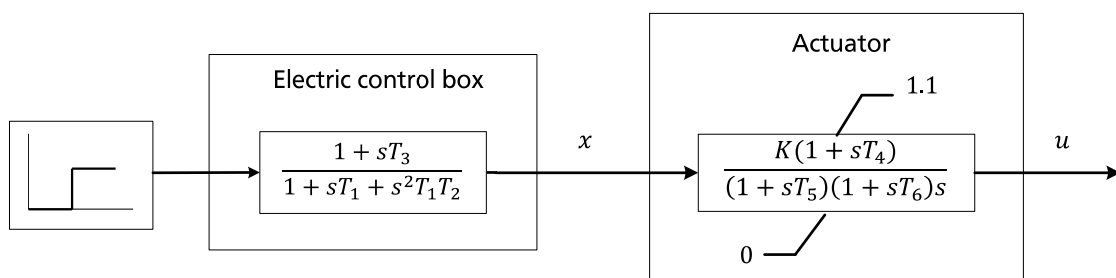 Electric control box
1 + sT₃
1 + sT₁ + s²T₁T₂
x
Actuator
1.1
K(1 + sT₄)
(1 + sT₅)(1 + sT₆)s
0
u